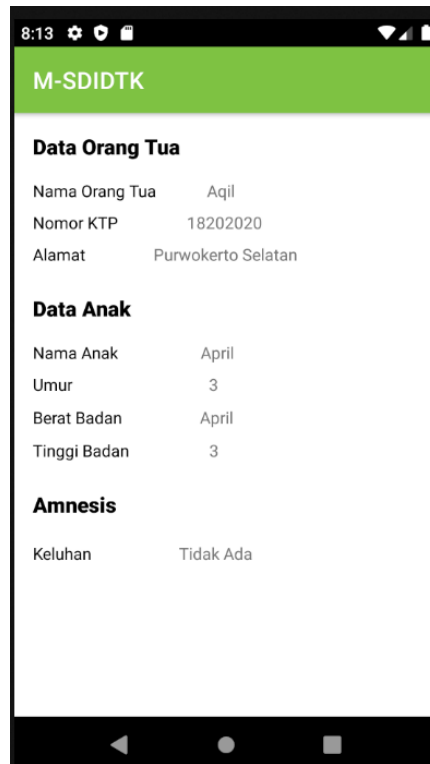 8:13
M-SDIDTK
Data Orang Tua
Nama Orang Tua Aqil
Nomor KTP 18202020
Alamat Purwokerto Selatan
Data Anak
Nama Anak April
Umur 3
Berat Badan April
Tinggi Badan 3
Amnesis
Keluhan Tidak Ada